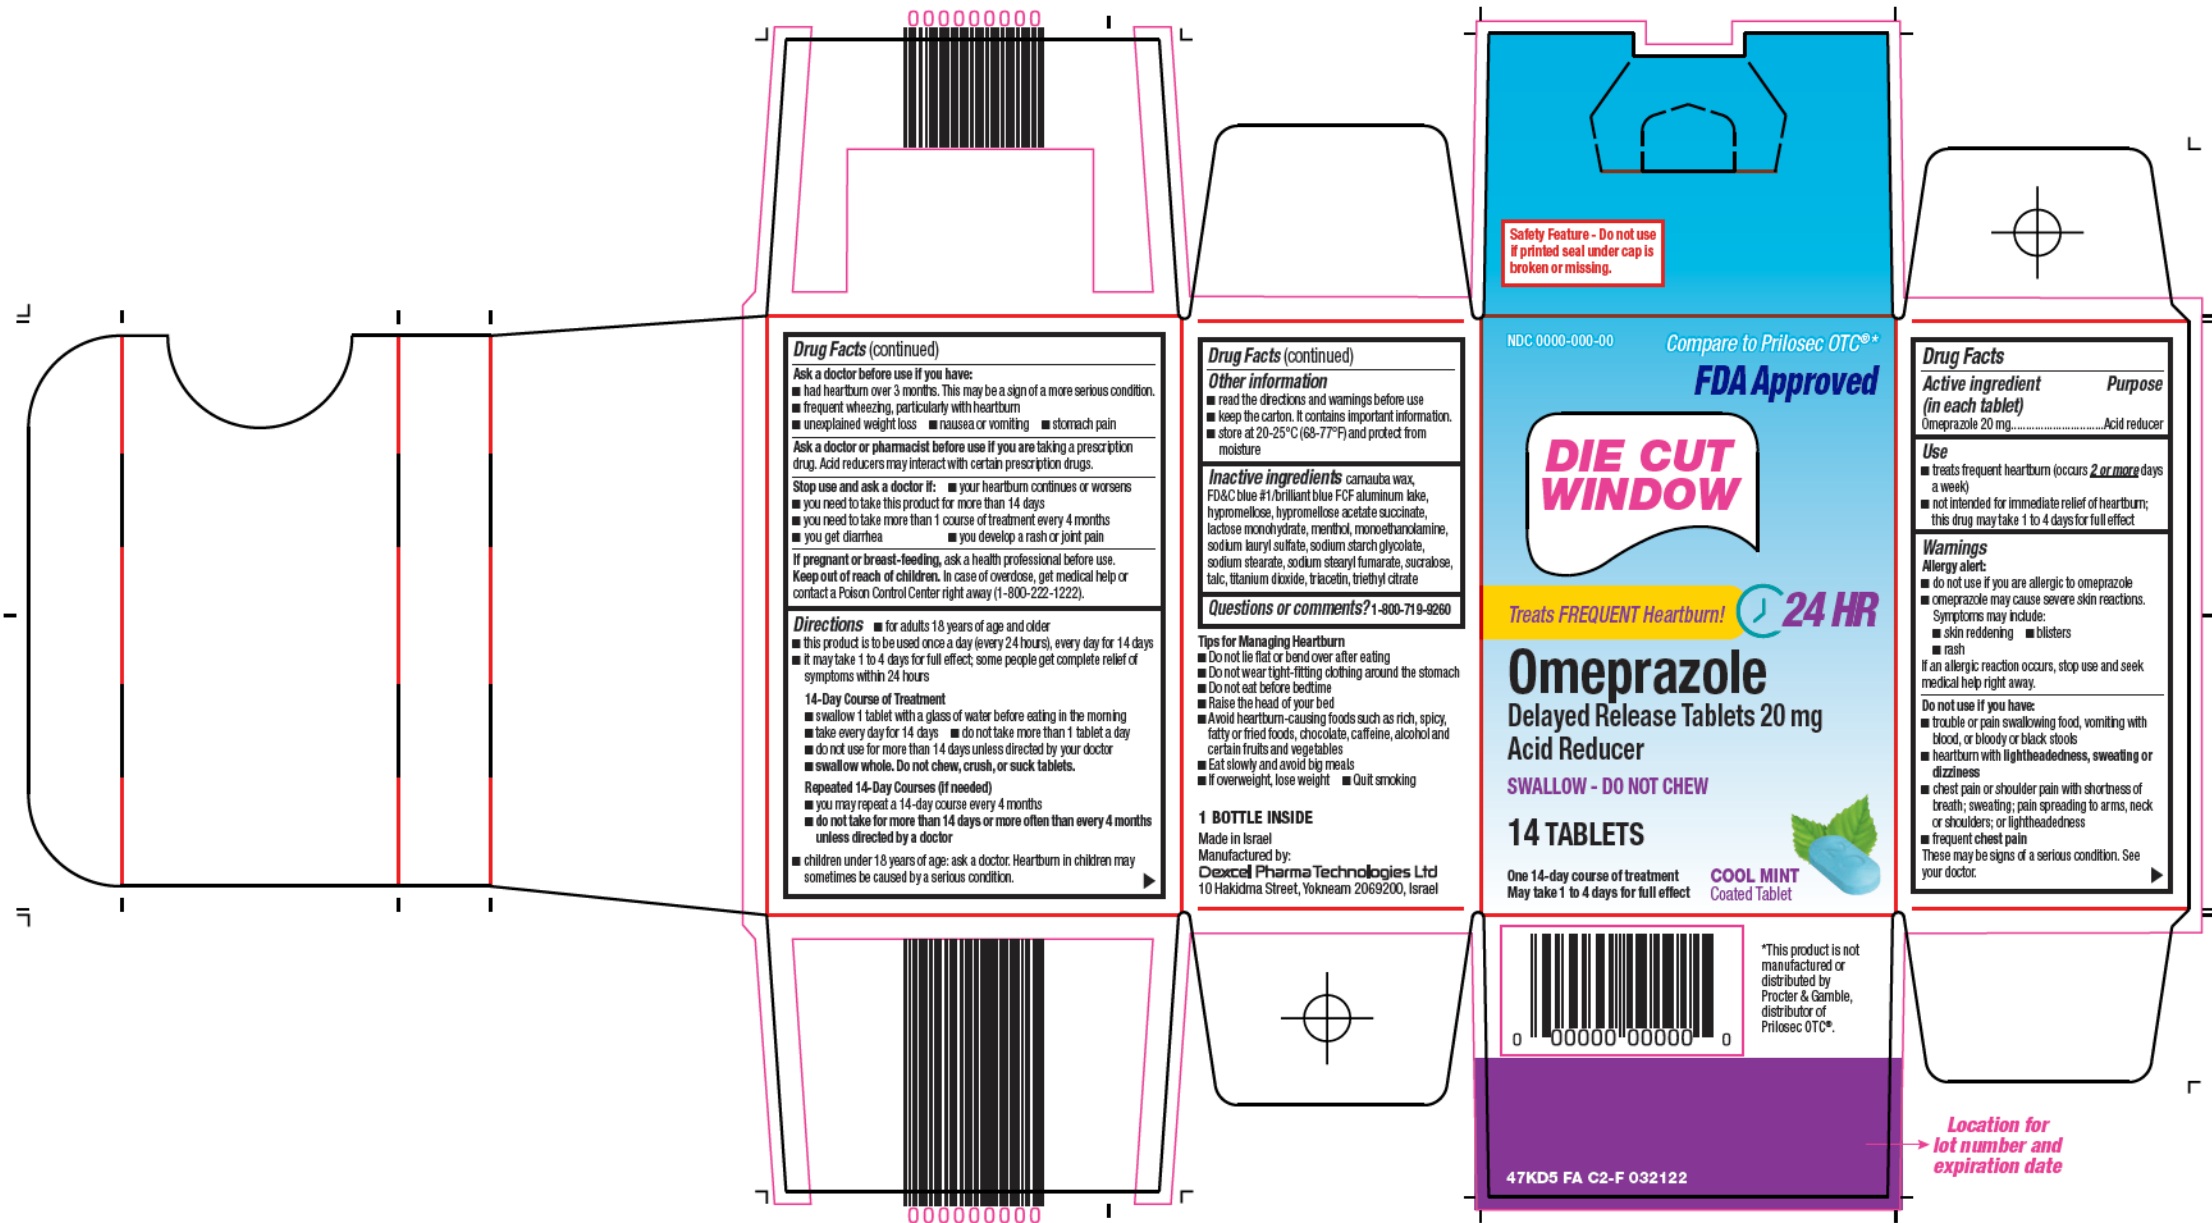 000000000
Drug Facts (continued)
Ask a doctor before use if you have:
■ had heartburn over 3 months. This may be a sign of a more serious condition.
■ frequent wheezing, particularly with heartburn
■ unexplained weight loss ■ nausea or vomiting ■ stomach pain
Ask a doctor or pharmacist before use if you are taking a prescription
drug. Acid reducers may interact with certain prescription drugs.
Stop use and ask a doctor if: ■ your heartburn continues or worsens
■ you need to take this product for more than 14 days
■ you need to take more than 1 course of treatment every 4 months
■ you get diarrhea ■ you develop a rash or joint pain
If pregnant or breast-feeding, ask a health professional before use.
Keep out of reach of children. In case of overdose, get medical help or
contact a Poison Control Center right away (1-800-222-1222).
Directions ■ for adults 18 years of age and older
■ this product is to be used once a day (every 24 hours), every day for 14 days
■ it may take 1 to 4 days for full effect; some people get complete relief of
symptoms within 24 hours
14-Day Course of Treatment
■ swallow 1 tablet with a glass of water before eating in the morning
■ take every day for 14 days ■ do not take more than 1 tablet a day
■ do not use for more than 14 days unless directed by your doctor
■ swallow whole. Do not chew, crush, or suck tablets.
Repeated 14-Day Courses (if needed)
■ you may repeat a 14-day course every 4 months
■ do not take for more than 14 days or more often than every 4 months
unless directed by a doctor
■ children under 18 years of age: ask a doctor. Heartburn in children may
sometimes be caused by a serious condition.
000000000
Drug Facts (continued)
Other information
■ read the directions and warnings before use
■ keep the carton. It contains important information.
■ store at 20-25°C (68-77°F) and protect from
moisture
Inactive ingredients carnauba wax,
FD&C blue #1/brilliant blue FCF aluminum lake,
hypromellose, hypromellose acetate succinate,
lactose monohydrate, menthol, monoethanolamine,
sodium lauryl sulfate, sodium starch glycolate,
sodium stearate, sodium stearyl fumarate, sucralose,
talc, titanium dioxide, triacetin, triethyl citrate
Questions or comments? 1-800-719-9260
Tips for Managing Heartburn
■ Do not lie flat or bend over after eating
■ Do not wear tight-fitting clothing around the stomach
■ Do not eat before bedtime
■ Raise the head of your bed
■ Avoid heartburn-causing foods such as rich, spicy,
fatty or fried foods, chocolate, caffeine, alcohol and
certain fruits and vegetables
■ Eat slowly and avoid big meals
■ If overweight, lose weight ■ Quit smoking
1 BOTTLE INSIDE
Made in Israel
Manufactured by:
Dexcel Pharma Technologies Ltd
10 Hakidma Street, Yokneam 2069200, Israel
Safety Feature - Do not use
if printed seal under cap is
broken or missing.
NDC 0000-000-00
Compare to Prilosec OTC®*
FDA Approved
DIE CUT
WINDOW
Treats FREQUENT Heartburn!
24 HR
Omeprazole
Delayed Release Tablets 20 mg
Acid Reducer
SWALLOW - DO NOT CHEW
14 TABLETS
One 14-day course of treatment
May take 1 to 4 days for full effect
COOL MINT
Coated Tablet
0 00000 00000 0
*This product is not
manufactured or
distributed by
Procter & Gamble,
distributor of
Prilosec OTC®.
47KD5 FA C2-F 032122
Location for
lot number and
expiration date
Drug Facts
Active ingredient Purpose
(in each tablet)
Omeprazole 20 mg...............................Acid reducer
Use
■ treats frequent heartburn (occurs 2 or more days
a week)
■ not intended for immediate relief of heartburn;
this drug may take 1 to 4 days for full effect
Warnings
Allergy alert:
■ do not use if you are allergic to omeprazole
■ omeprazole may cause severe skin reactions.
Symptoms may include:
■ skin reddening ■ blisters
■ rash
If an allergic reaction occurs, stop use and seek
medical help right away.
Do not use if you have:
■ trouble or pain swallowing food, vomiting with
blood, or bloody or black stools
■ heartburn with lightheadedness, sweating or
dizziness
■ chest pain or shoulder pain with shortness of
breath; sweating; pain spreading to arms, neck
or shoulders; or lightheadedness
■ frequent chest pain
These may be signs of a serious condition. See
your doctor.